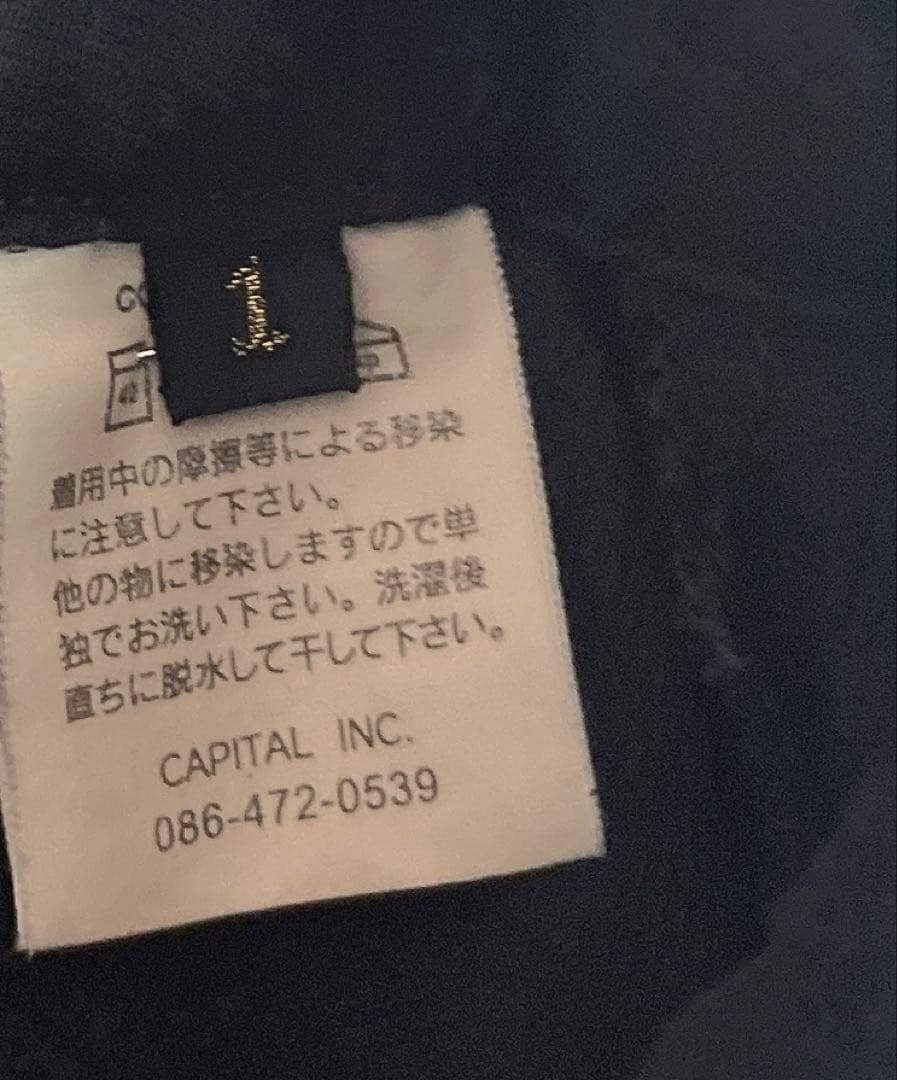 1
着用中の摩擦等による移染
に注意して下さい。
他の物に移染しますので単
独でお洗い下さい。洗濯後
直ちに脱水して干して下さい。
CAPITAL INC.
086-472-0539